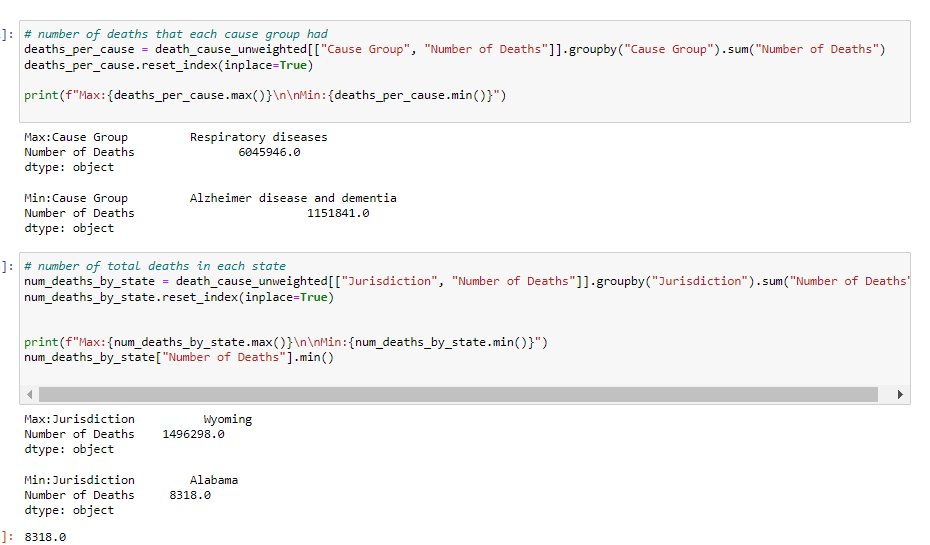 ]: # number of deaths that each cause group had
deaths_per_cause = death_cause_unweighted[["Cause Group", "Number of Deaths"]].groupby("Cause Group").sum("Number of Deaths")
deaths_per_cause.reset_index(inplace=True)
print(f"Max:{deaths_per_cause.max()}\n\nMin:{deaths_per_cause.min()}")
Max:Cause Group Respiratory diseases
Number of Deaths 6045946.0
dtype: object
Min:Cause Group Alzheimer disease and dementia
Number of Deaths 1151841.0
dtype: object
]: # number of total deaths in each state
num_deaths_by_state = death_cause_unweighted[["Jurisdiction", "Number of Deaths"]].groupby("Jurisdiction").sum("Number of Deaths"
num_deaths_by_state.reset_index(inplace=True)
print(f"Max:{num_deaths_by_state.max()}\n\nMin:{num_deaths_by_state.min()}")
num_deaths_by_state["Number of Deaths"].min()
Max:Jurisdiction Wyoming
Number of Deaths 1496298.0
dtype: object
Min:Jurisdiction Alabama
Number of Deaths 8318.0
dtype: object
]: 8318.0